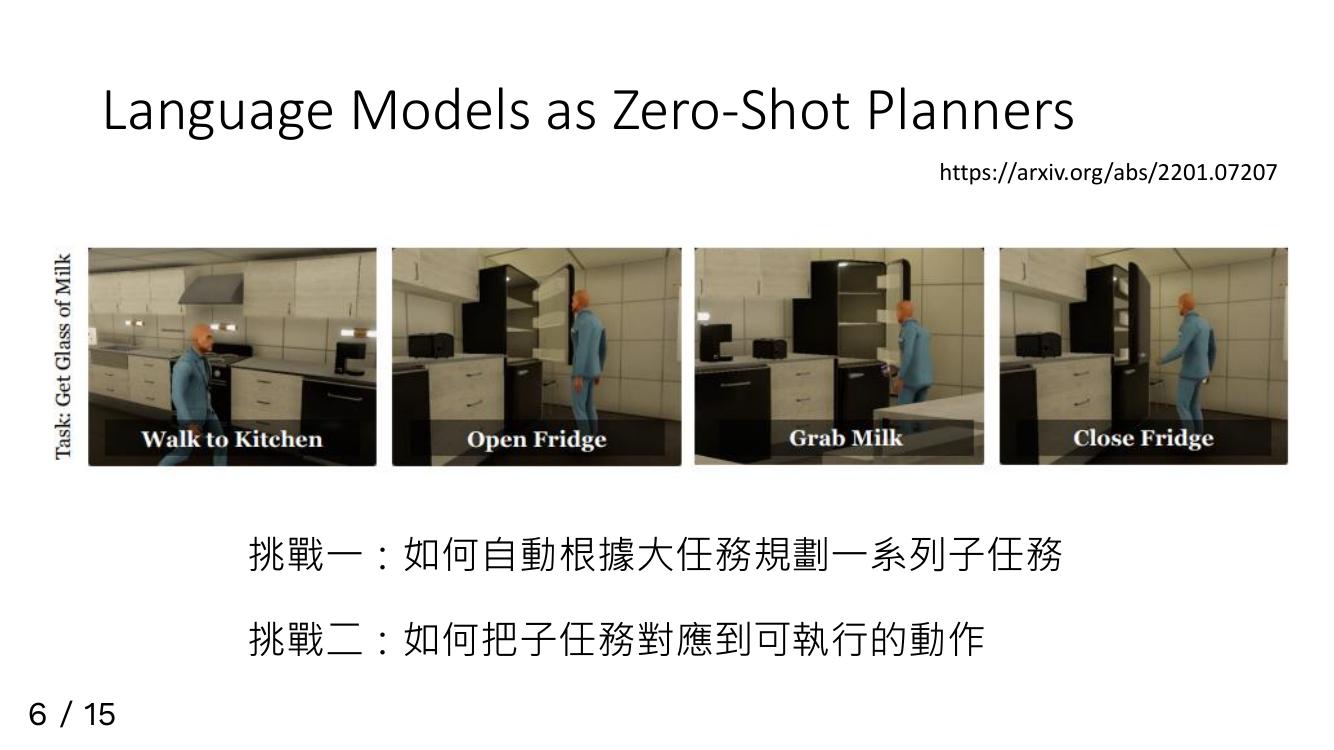 Language Models as Zero-Shot Planners
https://arxiv.org/abs/2201.07207
Task: Get Glass of Milk
Walk to Kitchen
Open Fridge
Grab Milk
Close Fridge
挑戰一：如何自動根據大任務規劃一系列子任務
挑戰二：如何把子任務對應到可執行的動作
6 / 15